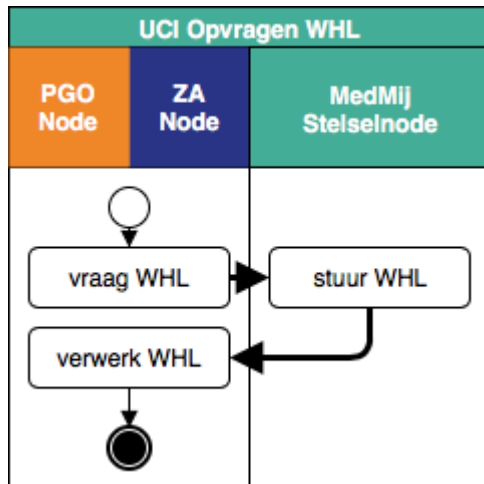 UCI Opvragen WHL
PGO
Node
ZA
Node
MedMij
Stelselnode
vraag WHL
stuur WHL
verwerk WHL